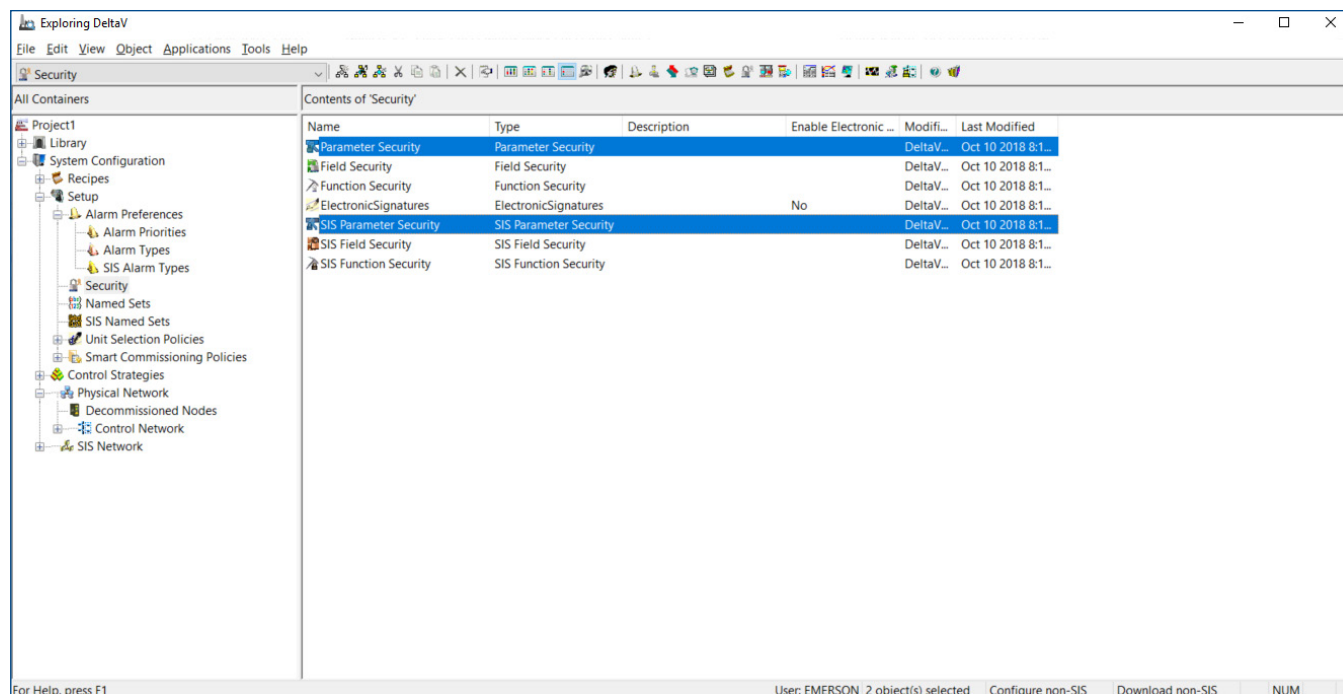 Exploring DeltaV
File Edit View Object Applications Tools Help
Security
All Containers
Contents of 'Security'
Project1
Library
System Configuration
Recipes
Setup
Alarm Preferences
Alarm Priorities
Alarm Types
SIS Alarm Types
Security
Named Sets
SIS Named Sets
Unit Selection Policies
Smart Commissioning Policies
Control Strategies
Physical Network
Decommissioned Nodes
Control Network
SIS Network
Name Type Description Enable Electronic ... Modifi... Last Modified
Parameter Security Parameter Security DeltaV... Oct 10 2018 8:1...
Field Security Field Security DeltaV... Oct 10 2018 8:1...
Function Security Function Security DeltaV... Oct 10 2018 8:1...
ElectronicSignatures ElectronicSignatures No DeltaV... Oct 10 2018 8:1...
SIS Parameter Security SIS Parameter Security DeltaV... Oct 10 2018 8:1...
SIS Field Security SIS Field Security DeltaV... Oct 10 2018 8:1...
SIS Function Security SIS Function Security DeltaV... Oct 10 2018 8:1...
For Help, press F1 User: EMERSON 2 object(s) selected Configure non-SIS Download non-SIS NUM